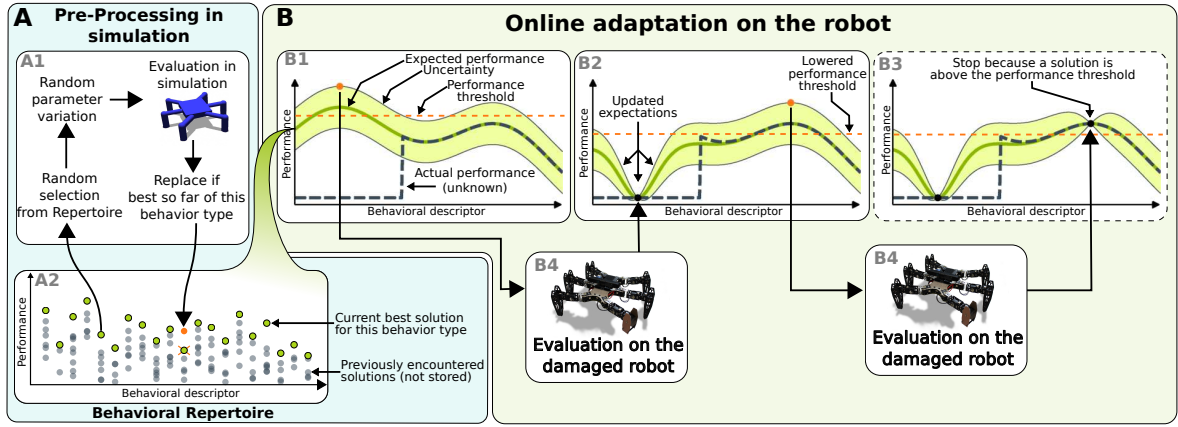 A
Pre-Processing in
simulation
A1
Random
parameter
variation
Evaluation in
simulation
Random
selection
from Repertoire
Replace if
best so far of this
behavior type
A2
Performance
Behavioral descriptor
Current best solution
for this behavior type
Previously encountered
solutions (not stored)
Behavioral Repertoire
B
Online adaptation on the robot
B1
Expected performance
Uncertainty
Performance
threshold
Actual performance
(unknown)
Performance
Behavioral descriptor
B2
Lowered
performance
threshold
Updated
expectations
Performance
Behavioral descriptor
B3
Stop because a solution is
above the performance threshold
Performance
Behavioral descriptor
B4
Evaluation on the
damaged robot
B4
Evaluation on the
damaged robot